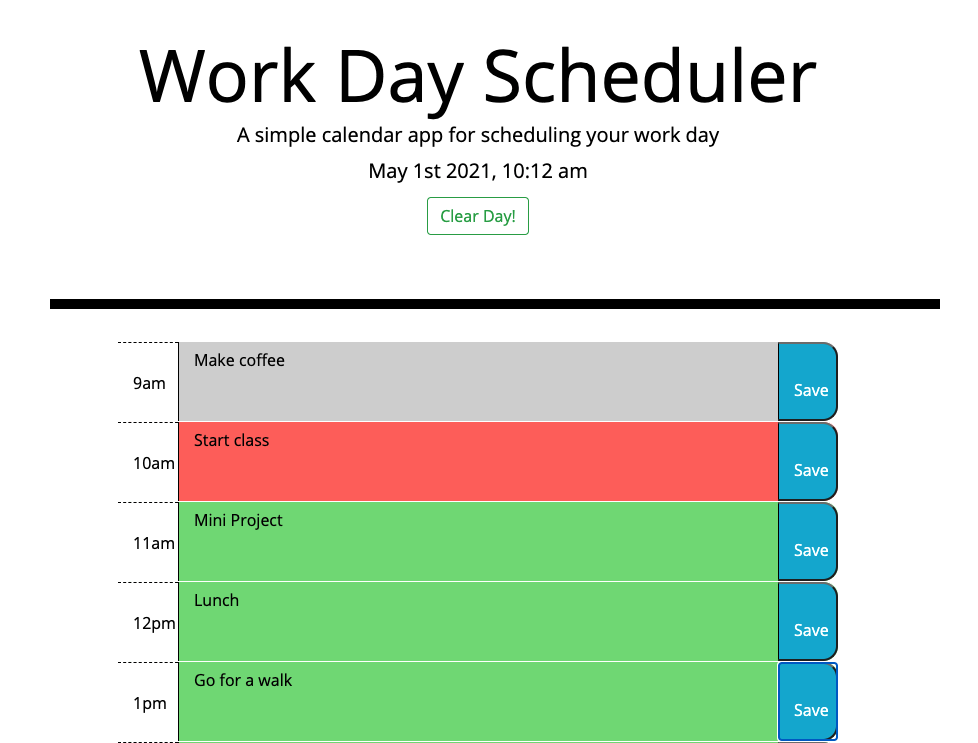 Work Day Scheduler
A simple calendar app for scheduling your work day
May 1st 2021, 10:12 am
Clear Day!
9am Make coffee Save
10am Start class Save
11am Mini Project Save
12pm Lunch Save
1pm Go for a walk Save